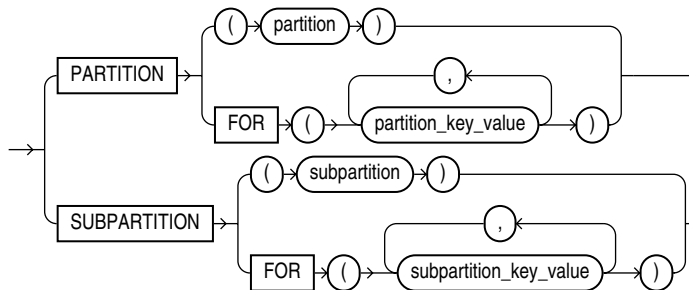 ( partition )
PARTITION
,
FOR ( partition_key_value )
( subpartition )
SUBPARTITION
,
FOR ( subpartition_key_value )